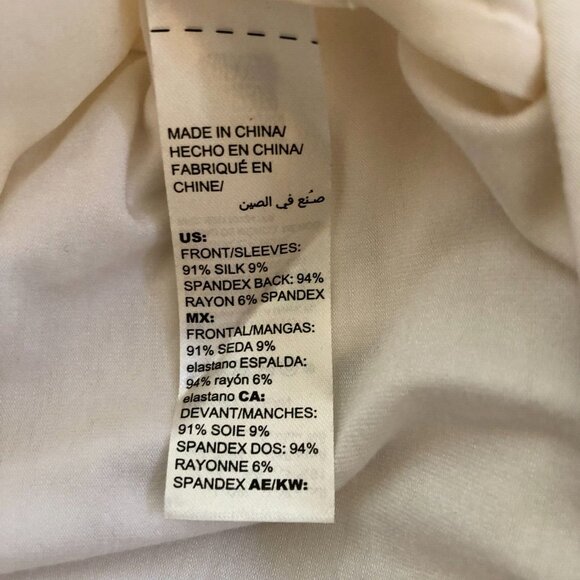 MADE IN CHINA/
HECHO EN CHINA/
FABRIQUÉ EN
CHINE/
صُنع في الصين
US:
FRONT/SLEEVES:
91% SILK 9%
SPANDEX BACK: 94%
RAYON 6% SPANDEX
MX:
FRONTAL/MANGAS:
91% SEDA 9%
elastano ESPALDA:
94% rayón 6%
elastano CA:
DEVANT/MANCHES:
91% SOIE 9%
SPANDEX DOS: 94%
RAYONNE 6%
SPANDEX AE/KW: